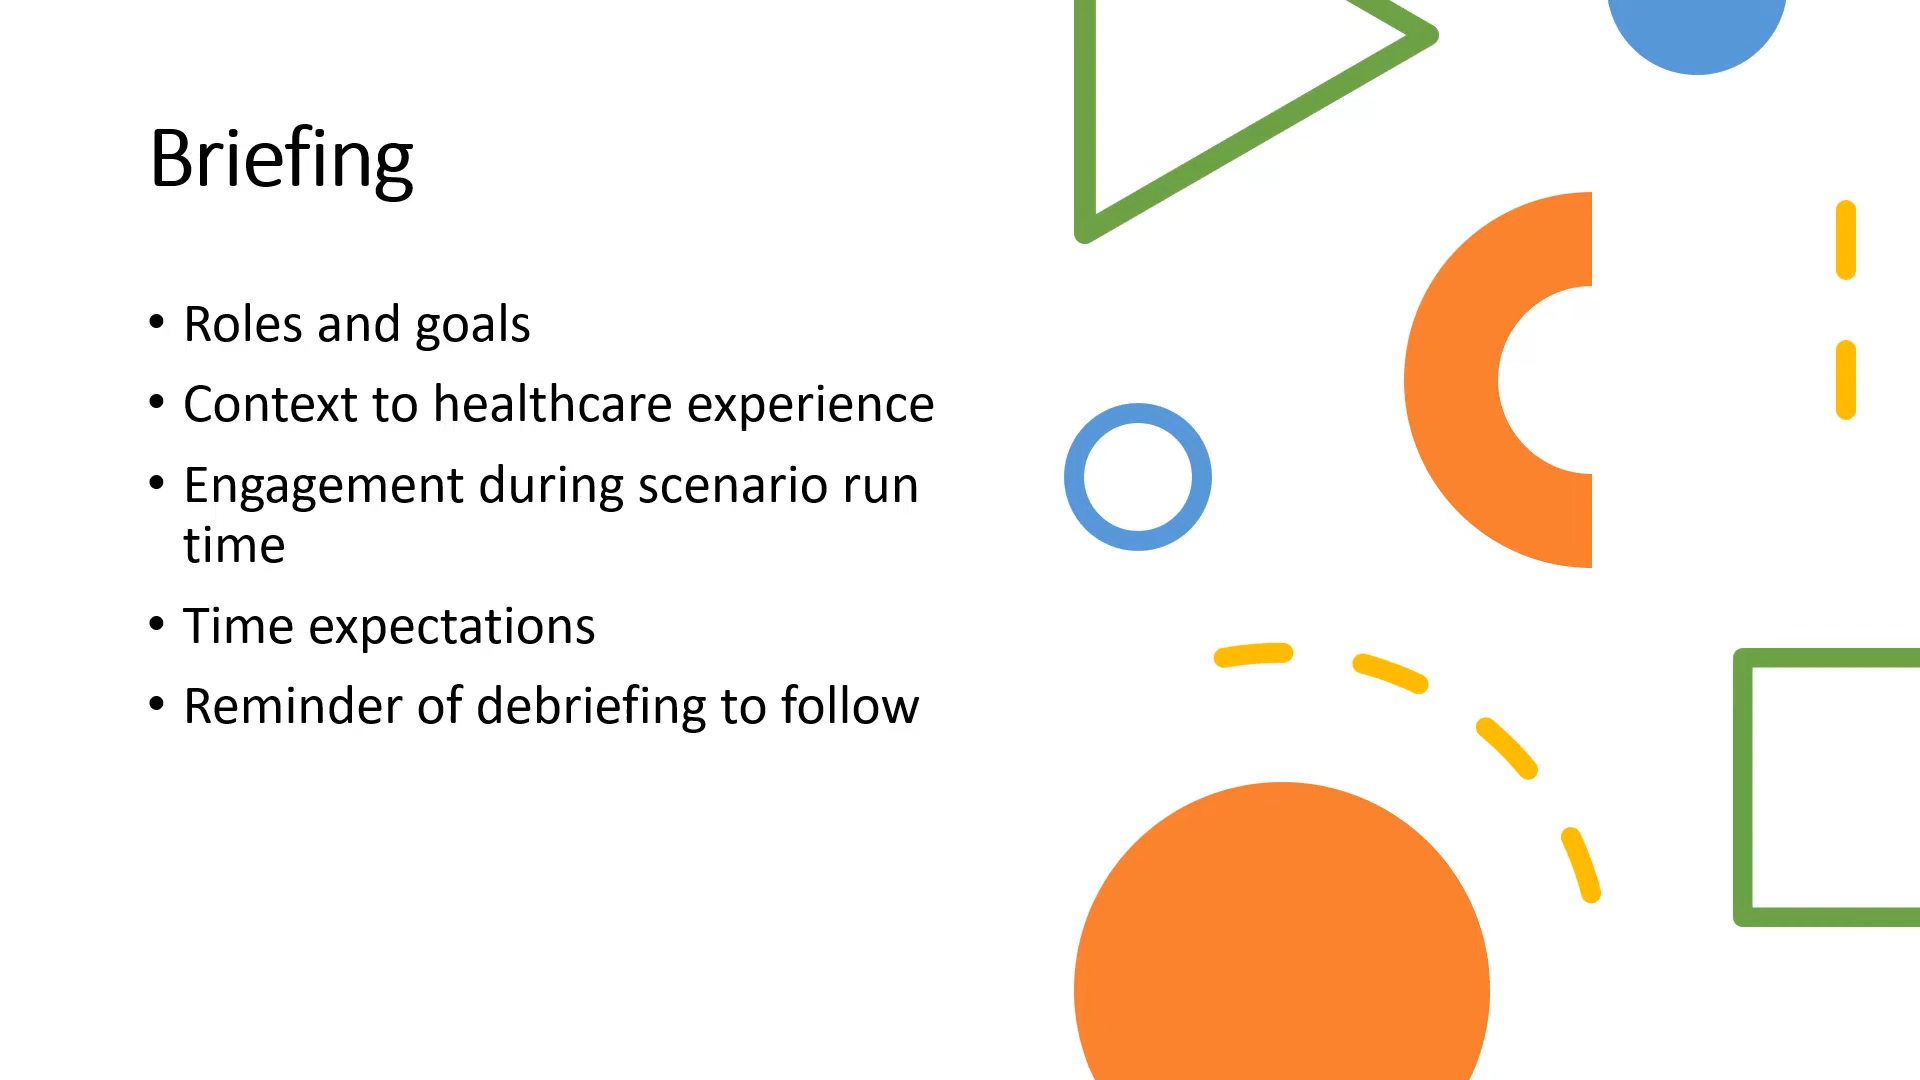 Briefing
• Roles and goals
• Context to healthcare experience
• Engagement during scenario run
time
• Time expectations
• Reminder of debriefing to follow